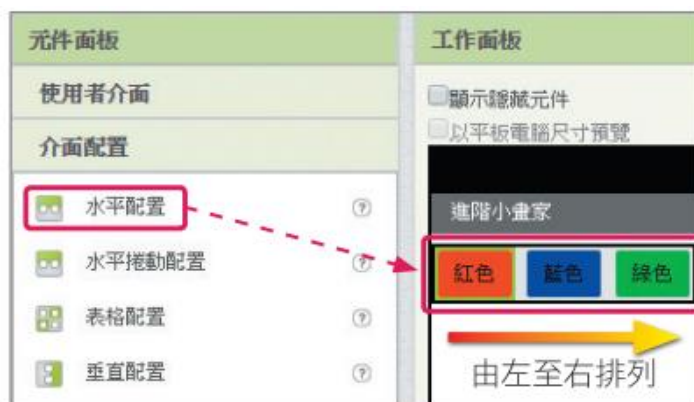 元件面板
使用者介面
介面配置
水平配置 ?
水平捲動配置 ?
表格配置 ?
垂直配置 ?
工作面板
顯示隱藏元件
以平板電腦尺寸預覽
進階小畫家
紅色 藍色 綠色
由左至右排列